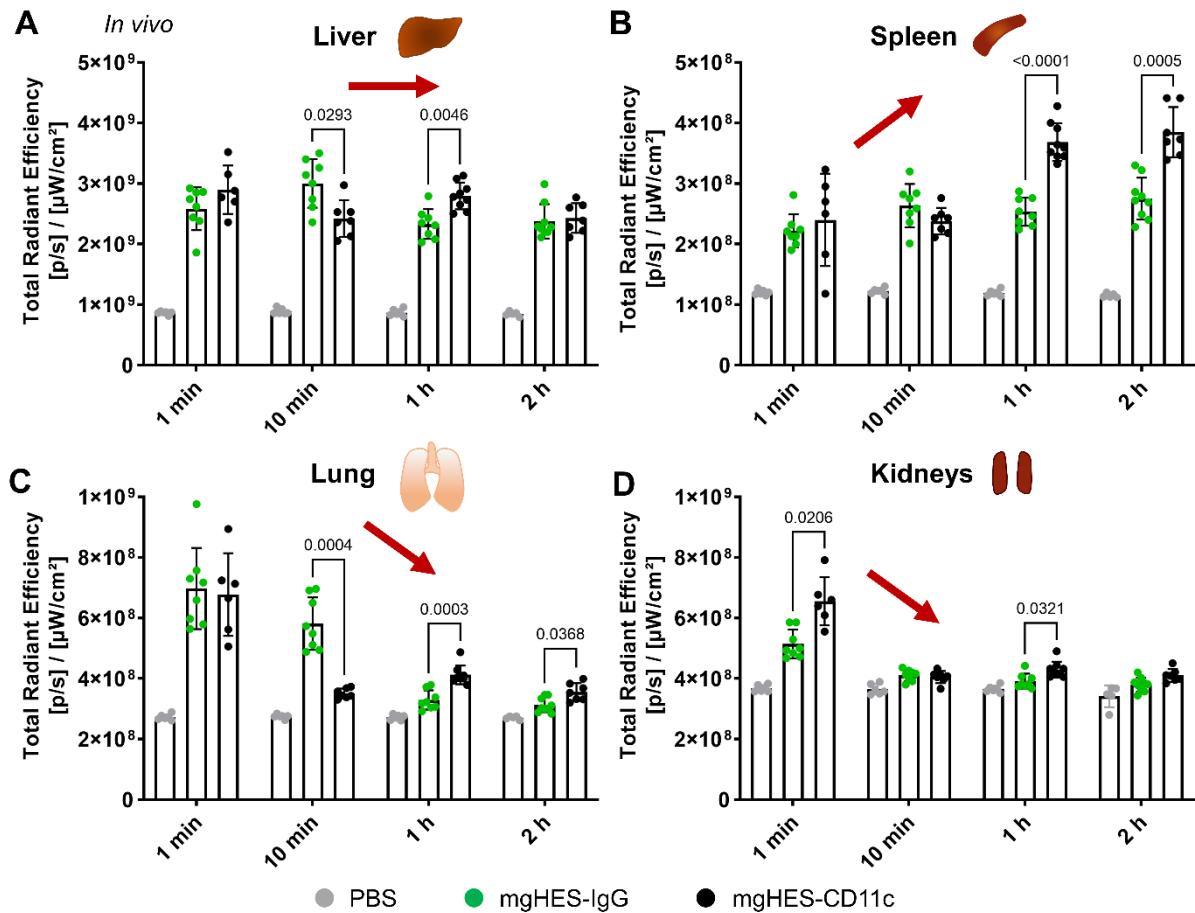 A
In vivo
Liver
Total Radiant Efficiency
[p/s] / [µW/cm²]
5×10⁹
4×10⁹
3×10⁹
2×10⁹
1×10⁹
0
0.0293
0.0046
1 min
10 min
1 h
2 h
B
Spleen
Total Radiant Efficiency
[p/s] / [µW/cm²]
5×10⁸
4×10⁸
3×10⁸
2×10⁸
1×10⁸
0
<0.0001
0.0005
1 min
10 min
1 h
2 h
C
Lung
Total Radiant Efficiency
[p/s] / [µW/cm²]
1×10⁹
8×10⁸
6×10⁸
4×10⁸
2×10⁸
0
0.0004
0.0003
0.0368
1 min
10 min
1 h
2 h
D
Kidneys
Total Radiant Efficiency
[p/s] / [µW/cm²]
1×10⁹
8×10⁸
6×10⁸
4×10⁸
2×10⁸
0
0.0206
0.0321
1 min
10 min
1 h
2 h
PBS mgHES-IgG mgHES-CD11c